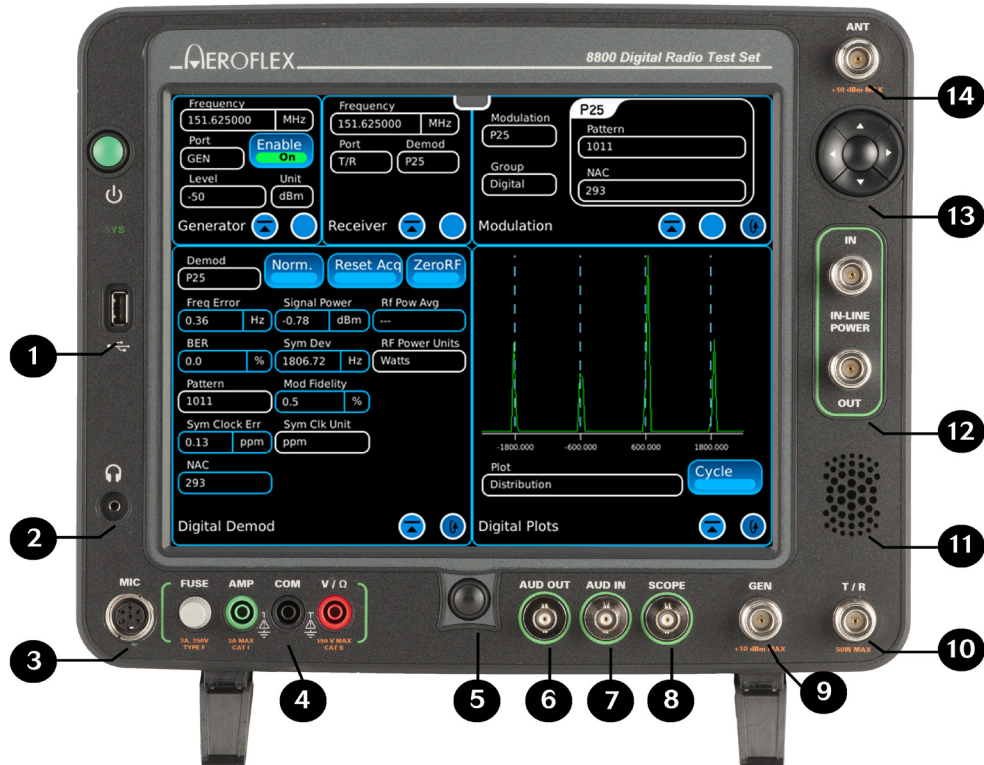 AEROFLEX
8800 Digital Radio Test Set
ANT
+10 dBm MAX
14
13
SYS
1
2
Frequency
151.625000 MHz
Port
GEN
Enable
On
Level
-50
Unit
dBm
Generator
Frequency
151.625000 MHz
Port
T/R
Demod
P25
Receiver
Modulation
P25
Group
Digital
P25
Pattern
1011
NAC
293
Modulation
Demod
P25
Norm.
Reset Acq
ZeroRF
Freq Error
0.36 Hz
Signal Power
-0.78 dBm
Rf Pow Avg
---
BER
0.0 %
Sym Dev
1806.72 Hz
RF Power Units
Watts
Pattern
1011
Mod Fidelity
0.5 %
Sym Clock Err
0.13 ppm
Sym Clk Unit
ppm
NAC
293
Digital Demod
-1800.000 -600.000 600.000 1800.000
Plot
Distribution
Cycle
Digital Plots
IN
IN-LINE
POWER
OUT
12
11
MIC
3
FUSE
3A, 250V
TYPE F
AMP
3A MAX
CAT I
COM
V / Ω
150 V MAX
CAT II
4
5
AUD OUT
6
AUD IN
7
SCOPE
8
GEN
+10 dBm MAX
9
T / R
50W MAX
10